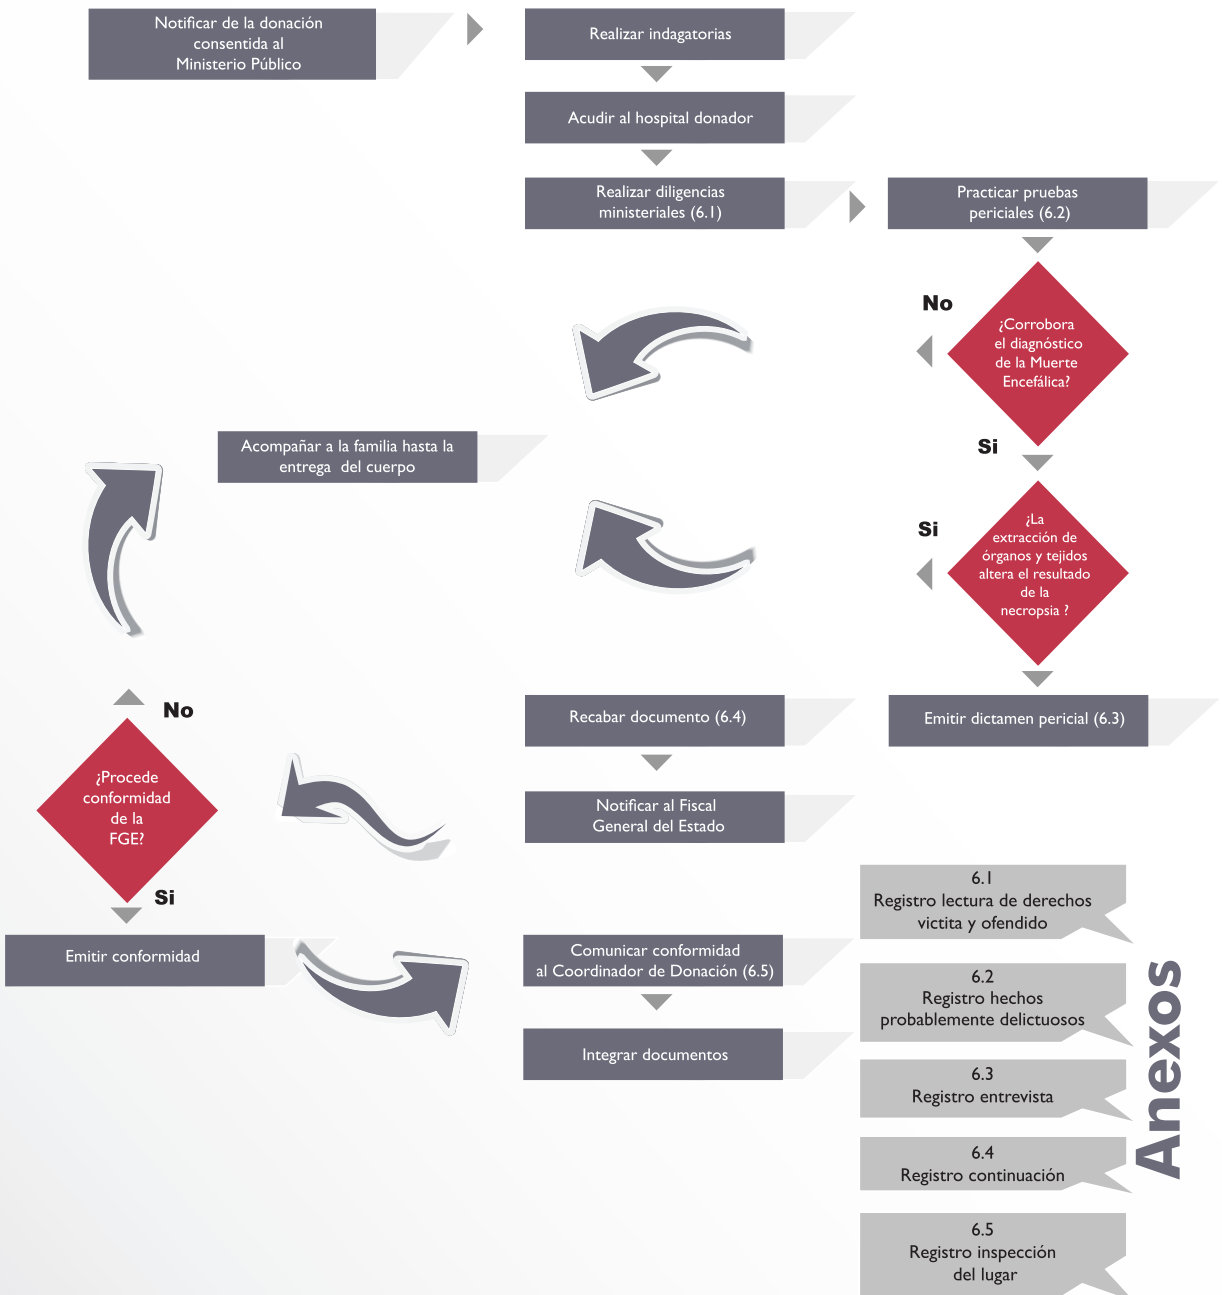 Notificar de la donación
consentida al
Ministerio Público
Realizar indagatorias
Acudir al hospital donador
Realizar diligencias
ministeriales (6.1)
Practicar pruebas
periciales (6.2)
No
¿Corrobora
el diagnóstico
de la Muerte
Encefálica?
Si
Acompañar a la familia hasta la
entrega del cuerpo
Si
¿La
extracción de
órganos y tejidos
altera el resultado
de la
necropsia ?
Emitir dictamen pericial (6.3)
Recabar documento (6.4)
Notificar al Fiscal
General del Estado
No
¿Procede
conformidad
de la
FGE?
Si
Emitir conformidad
Comunicar conformidad
al Coordinador de Donación (6.5)
Integrar documentos
Anexos
6.1
Registro lectura de derechos
victita y ofendido
6.2
Registro hechos
probablemente delictuosos
6.3
Registro entrevista
6.4
Registro continuación
6.5
Registro inspección
del lugar